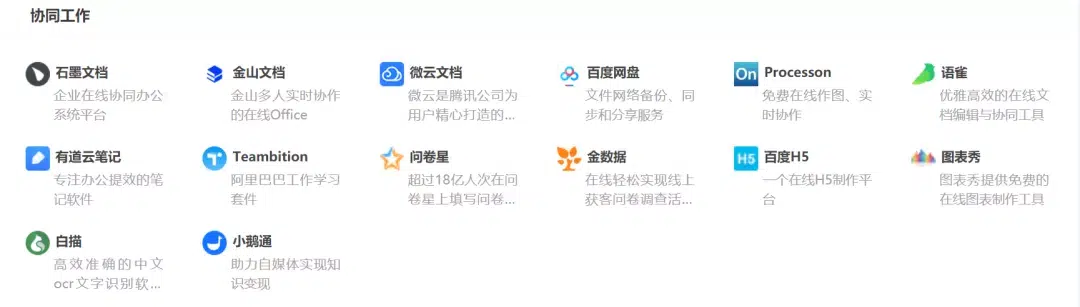 协同工作
石墨文档
企业在线协同办公
系统平台
金山文档
金山多人实时协作
的在线Office
微云文档
微云是腾讯公司为
用户精心打造的...
百度网盘
文件网络备份、同
步和分享服务
On
Processon
免费在线作图、实
时协作
语雀
优雅高效的在线文
档编辑与协同工具
有道云笔记
专注办公提效的笔
记软件
T
Teambition
阿里巴巴工作学习
套件
问卷星
超过18亿人次在问
卷星上填写问卷...
金数据
在线轻松实现线上
获客问卷调查活...
H5
百度H5
一个在线H5制作平
台
图表秀
图表秀提供免费的
在线图表制作工具
白描
高效准确的中文
ocr文字识别软...
小鹅通
助力自媒体实现知
识变现